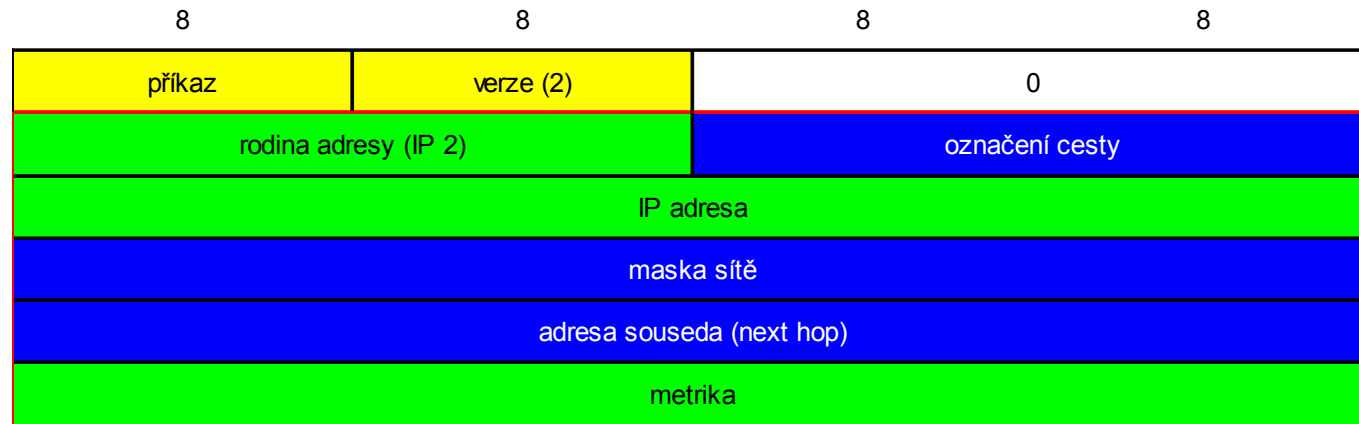 8 8 8 8
příkaz verze (2) 0
rodina adresy (IP 2) označení cesty
IP adresa
maska sítě
adresa souseda (next hop)
metrika